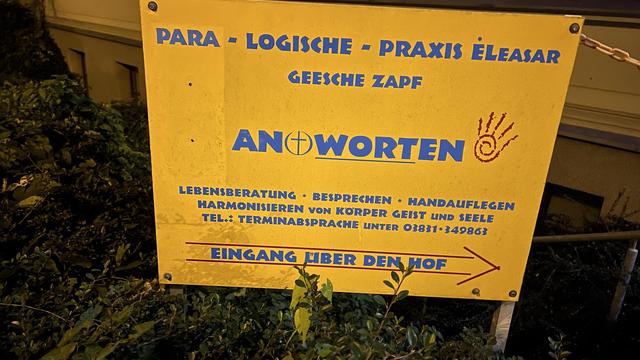 PARA - LOGISCHE - PRAXIS ELEASAR
GEESCHE ZAPF
ANTWORTEN
LEBENSBERATUNG · BESPRECHEN · HANDAUFLEGEN
HARMONISIEREN VON KÖRPER GEIST UND SEELE
TEL.: TERMINABSPRACHE UNTER 03831-349863
EINGANG ÜBER DEN HOF